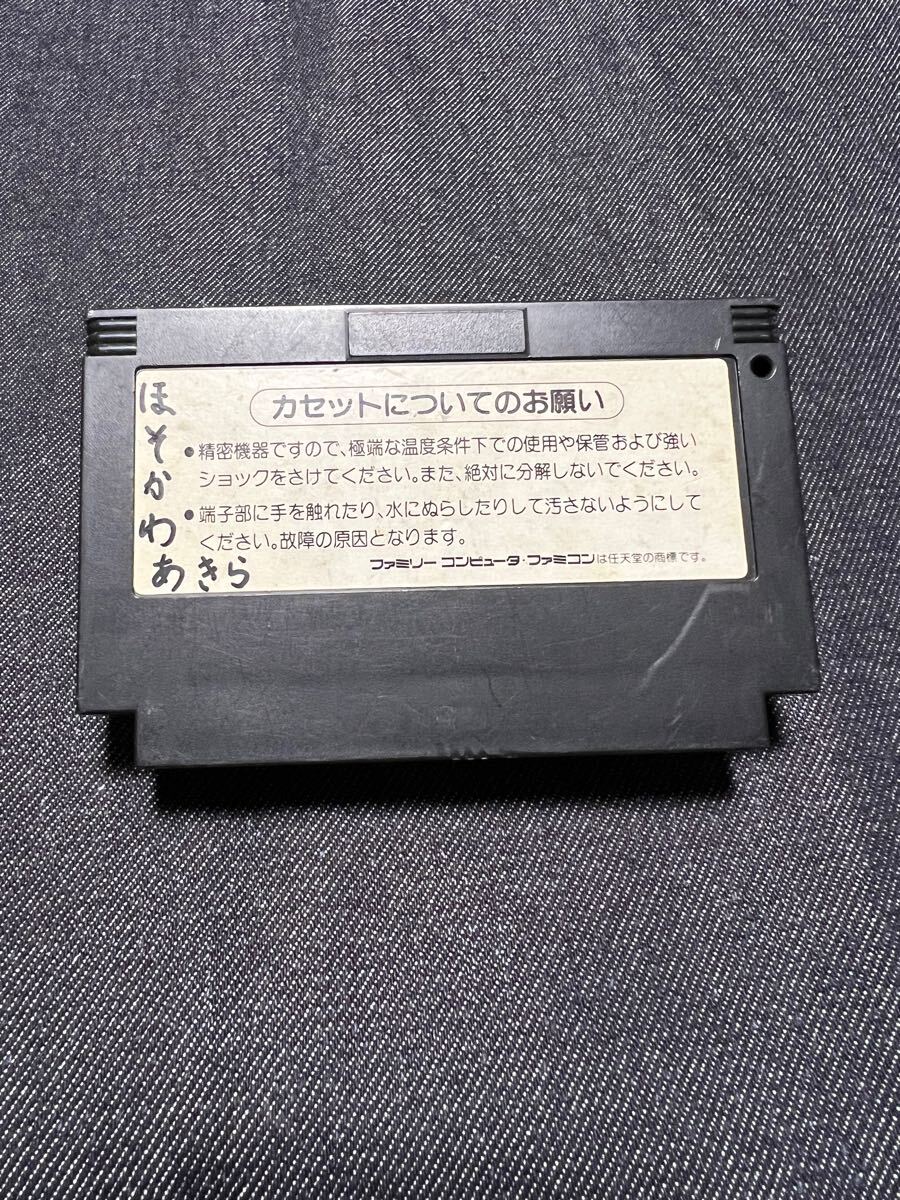 ほそかわ
あきら
カセットについてのお願い
●精密機器ですので、極端な温度条件下での使用や保管および強い
ショックをさけてください。また、絶対に分解しないでください。
●端子部に手を触れたり、水にぬらしたりして汚さないようにして
ください。故障の原因となります。
ファミリーコンピュータ・ファミコンは任天堂の商標です。